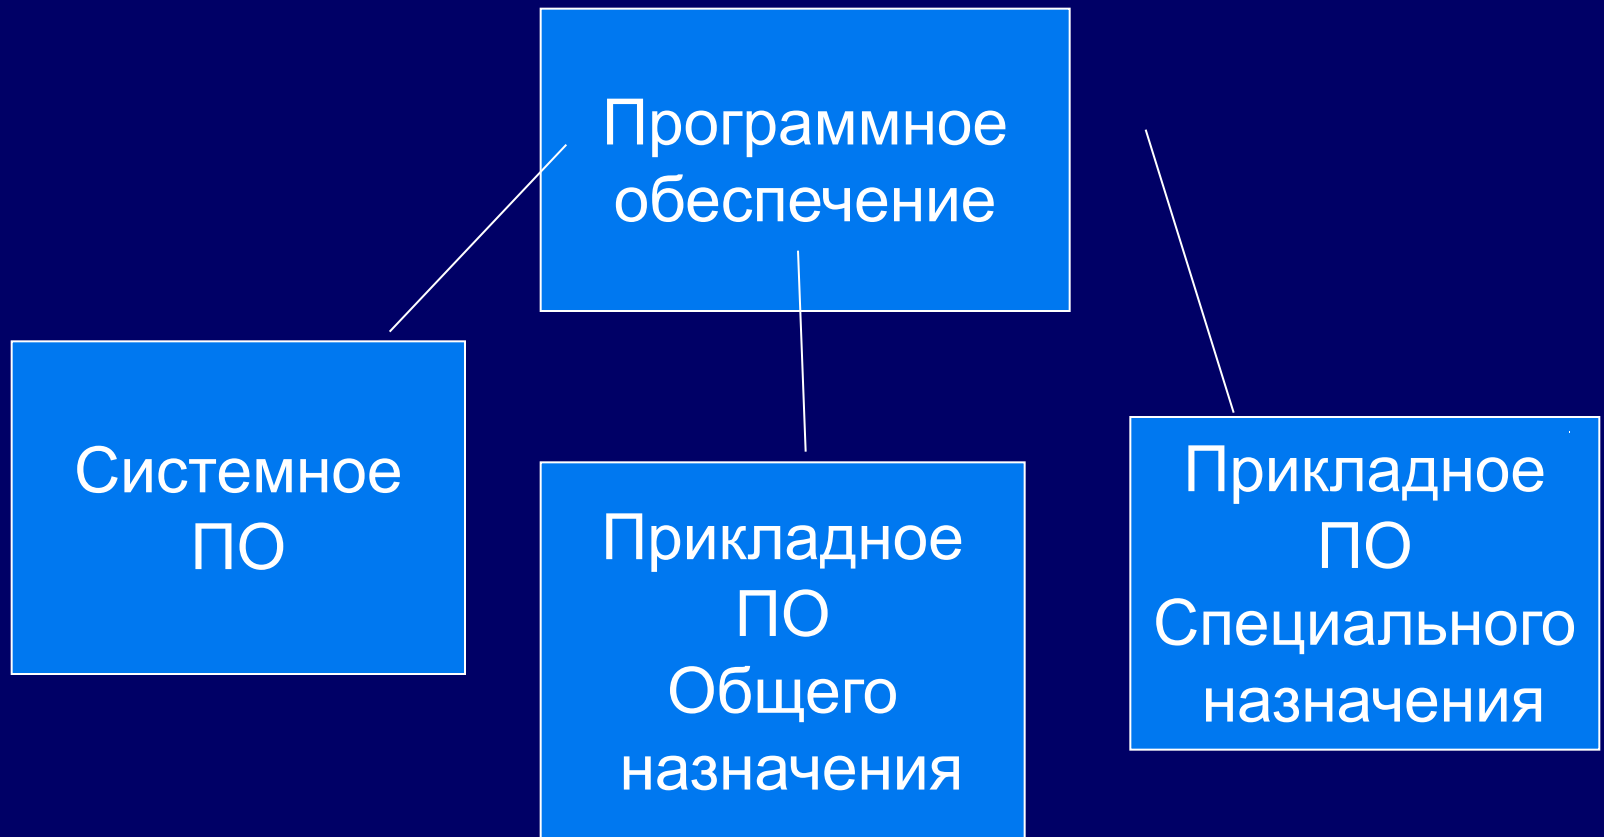 Программное
обеспечение
Системное
ПО
Прикладное
ПО
Общего
назначения
Прикладное
ПО
Специального
назначения